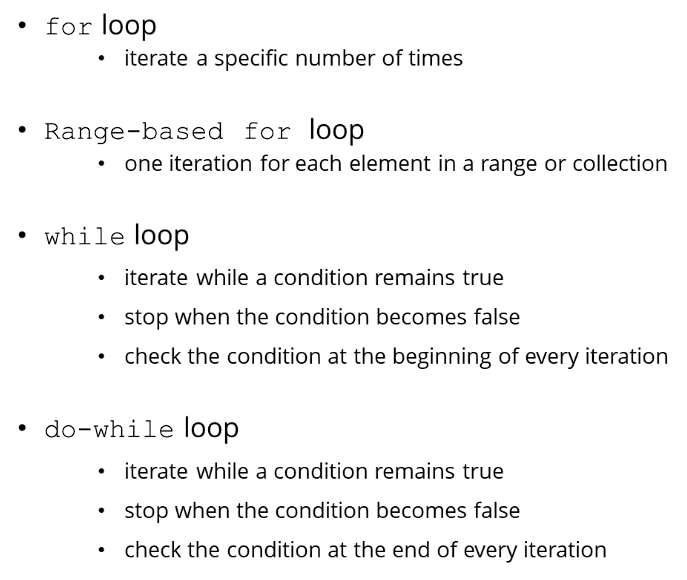 • for loop
• iterate a specific number of times
• Range-based for loop
• one iteration for each element in a range or collection
• while loop
• iterate while a condition remains true
• stop when the condition becomes false
• check the condition at the beginning of every iteration
• do-while loop
• iterate while a condition remains true
• stop when the condition becomes false
• check the condition at the end of every iteration